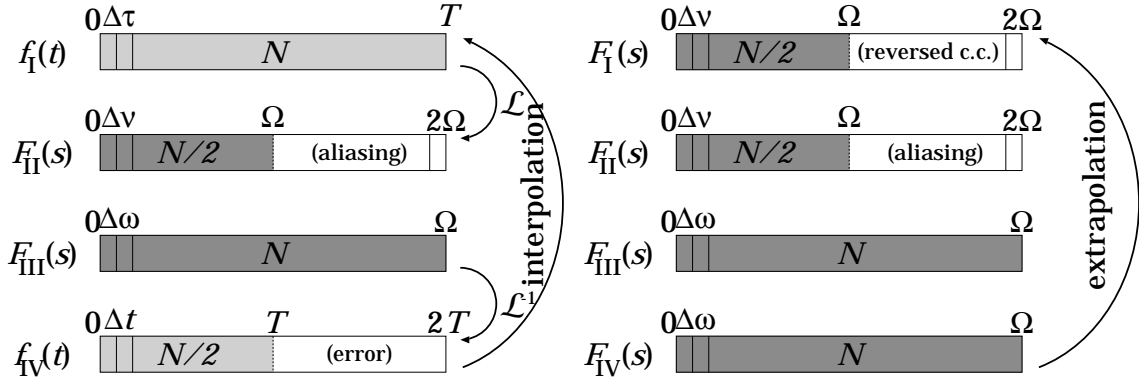 0 Δτ T
f_I(t) N
ℒ
0 Δν Ω 2Ω
F_II(s) N/2 (aliasing)
0 Δω Ω
F_III(s) N
ℒ⁻¹
0 Δt T 2T
f_IV(t) N/2 (error)
interpolation
0 Δν Ω 2Ω
F_I(s) N/2 (reversed c.c.)
0 Δν Ω 2Ω
F_II(s) N/2 (aliasing)
0 Δω Ω
F_III(s) N
0 Δω Ω
F_IV(s) N
extrapolation